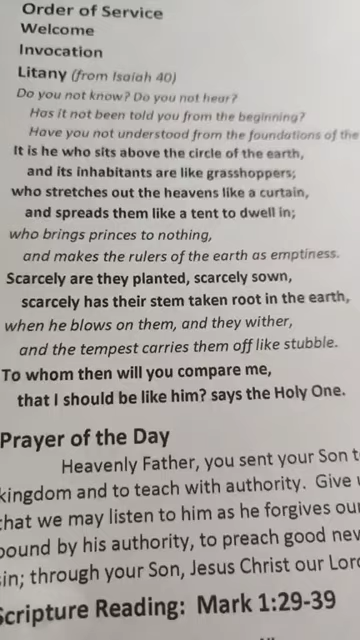 Order of Service
Welcome
Invocation
Litany (from Isaiah 40)
Do you not know? Do you not hear?
Has it not been told you from the beginning?
Have you not understood from the foundations of the
It is he who sits above the circle of the earth,
and its inhabitants are like grasshoppers;
who stretches out the heavens like a curtain,
and spreads them like a tent to dwell in;
who brings princes to nothing,
and makes the rulers of the earth as emptiness.
Scarcely are they planted, scarcely sown,
scarcely has their stem taken root in the earth,
when he blows on them, and they wither,
and the tempest carries them off like stubble.
To whom then will you compare me,
that I should be like him? says the Holy One.
Prayer of the Day
Heavenly Father, you sent your Son t
kingdom and to teach with authority. Give
that we may listen to him as he forgives ou
bound by his authority, to preach good ne
sin; through your Son, Jesus Christ our Lor
Scripture Reading: Mark 1:29-39